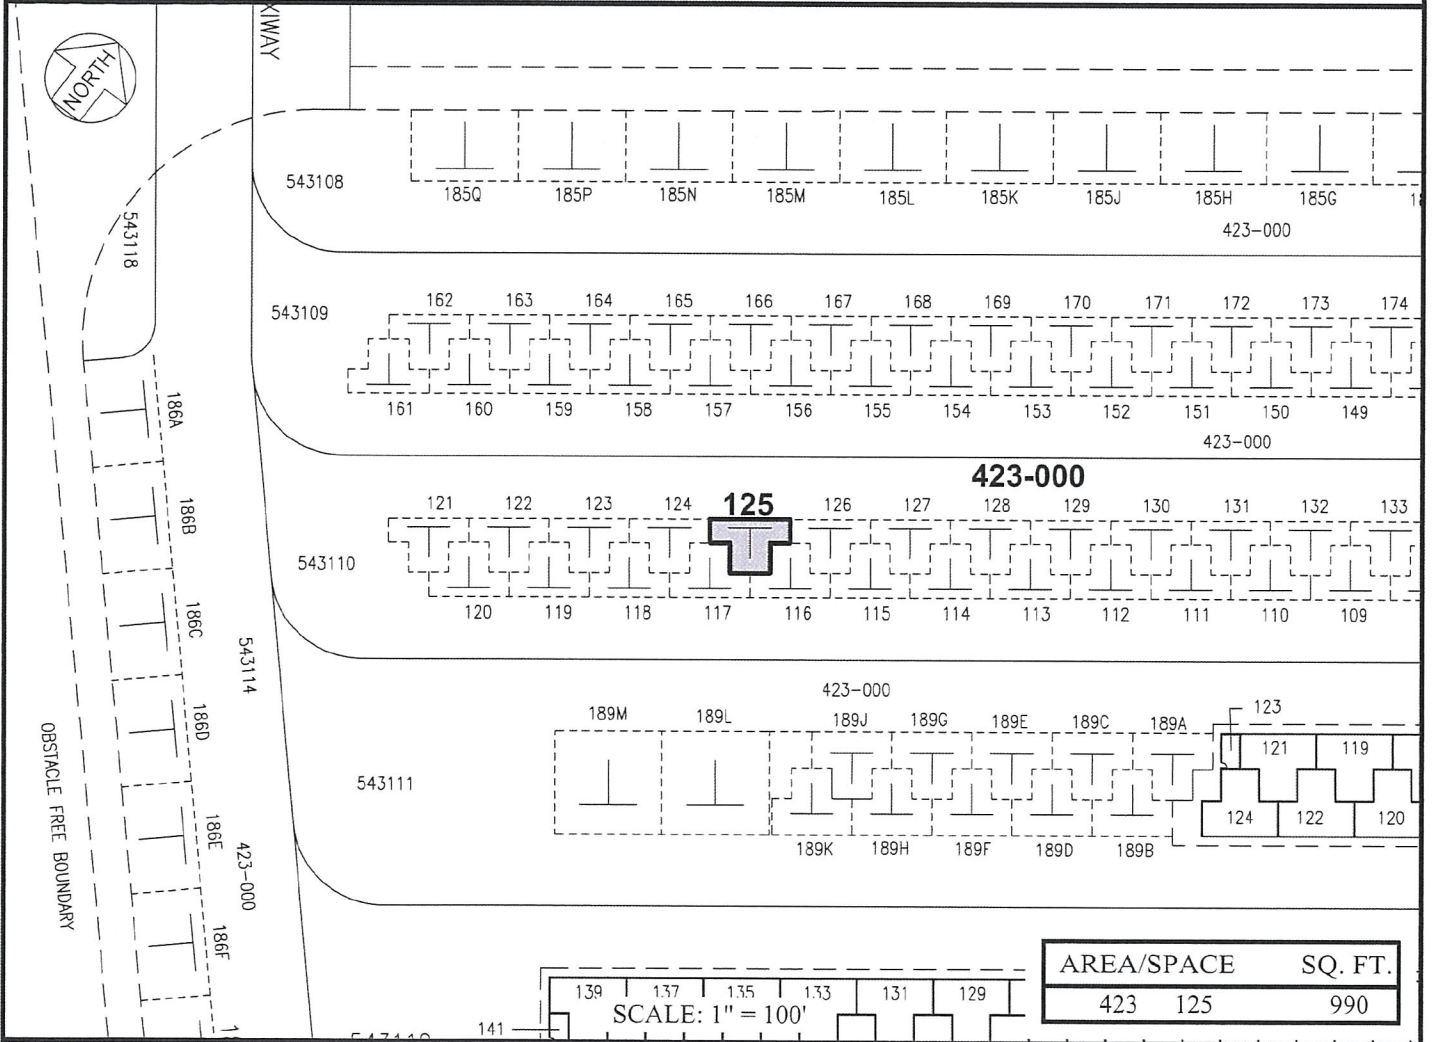 XIWAY
NORTH
543108
185Q 185P 185N 185M 185L 185K 185J 185H 185G
423-000
543118
543109
162 163 164 165 166 167 168 169 170 171 172 173 174
161 160 159 158 157 156 155 154 153 152 151 150 149
423-000
423-000
121 122 123 124 125 126 127 128 129 130 131 132 133
543110
120 119 118 117 116 115 114 113 112 111 110 109
186A
186B
186C
186D
186E
186F
543114
423-000
OBSTACLE FREE BOUNDARY
423-000
189M 189L 189J 189G 189E 189C 189A
543111
189K 189H 189F 189D 189B
123
121 119
124 122 120
139 137 135 133 131 129
141
SCALE: 1" = 100'
AREA/SPACE SQ. FT.
423 125 990